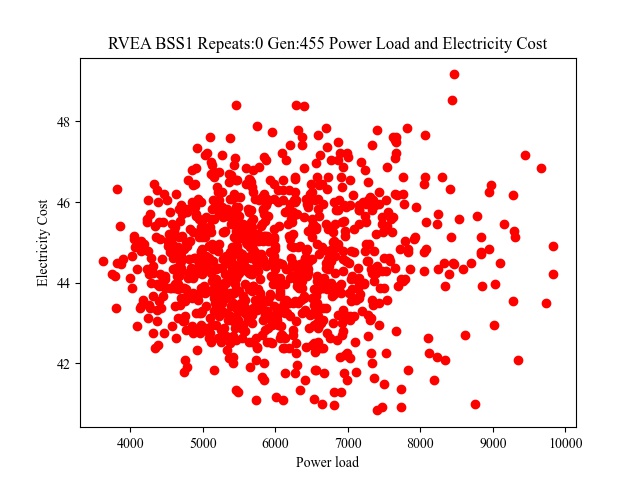 RVEA BSS1 Repeats:0 Gen:455 Power Load and Electricity Cost
48
46
44
42
Electricity Cost
4000 5000 6000 7000 8000 9000 10000
Power load